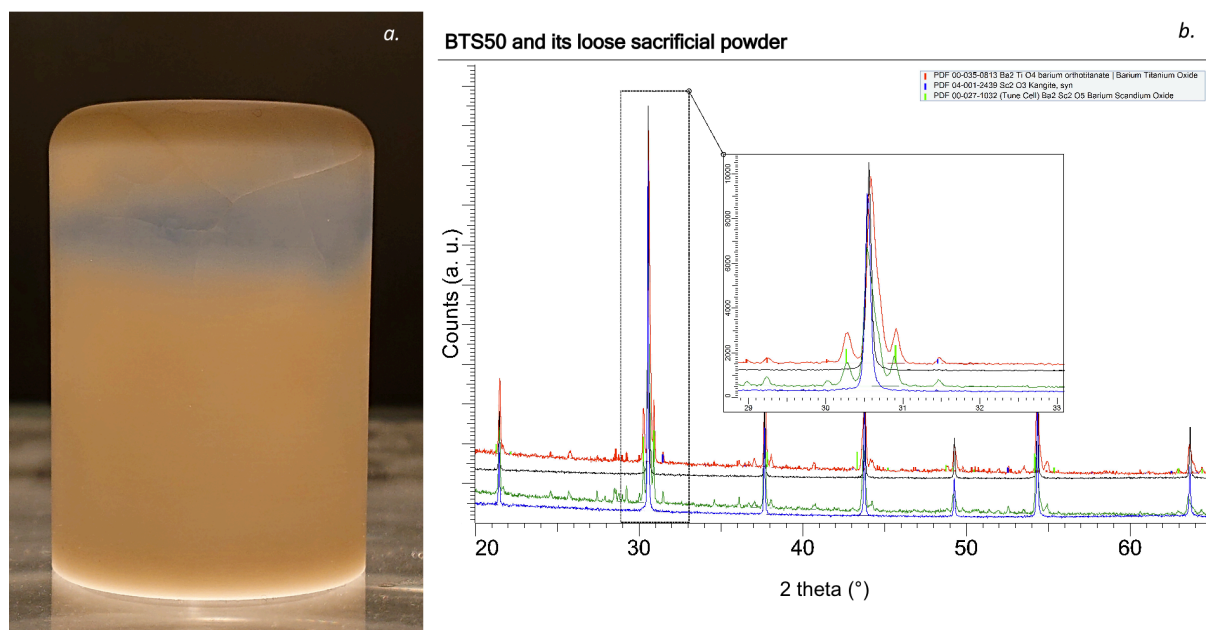 a.
b.
BTS50 and its loose sacrificial powder
PDF 00-035-0813 Ba2 Ti O4 barium orthotitanate | Barium Titanium Oxide
PDF 04-001-2439 Sc2 O3 Kangite, syn
PDF 00-027-1032 (Tune Cell) Ba2 Sc2 O5 Barium Scandium Oxide
Counts (a. u.)
10000
8000
6000
4000
2000
0
29 30 31 32 33
20 30 40 50 60
2 theta (°)